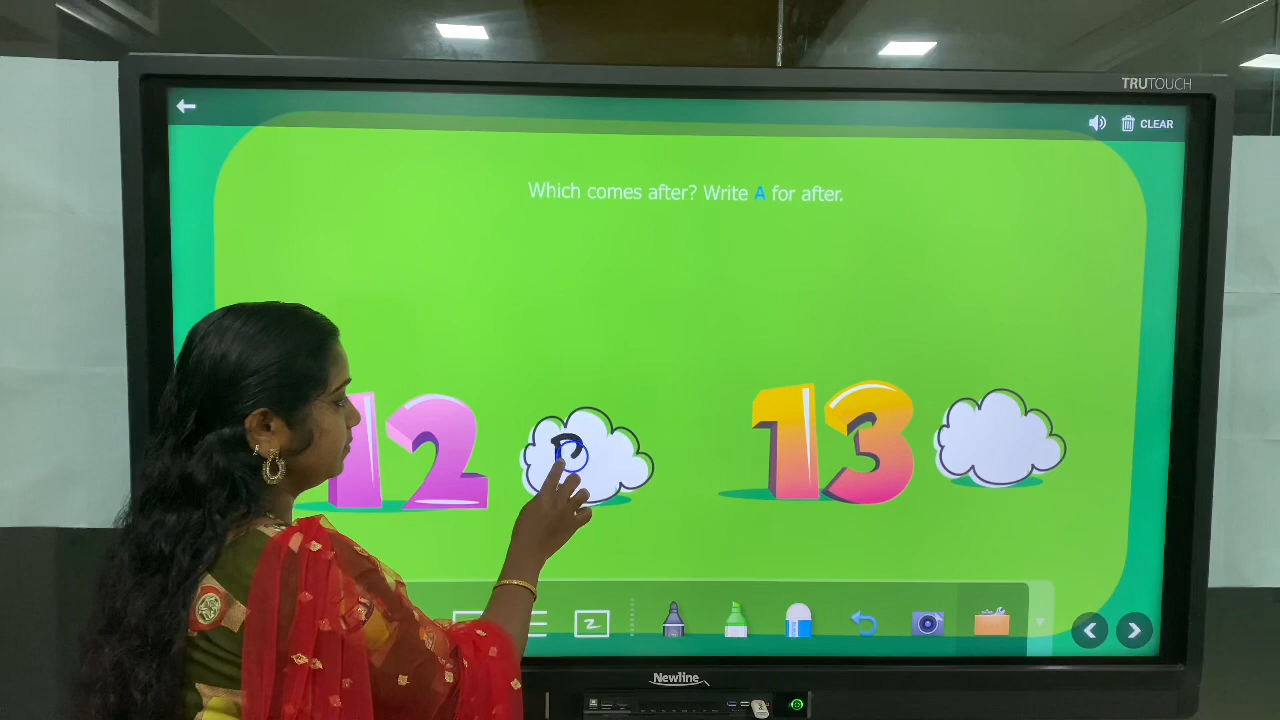 TRUTOUCH
CLEAR
Which comes after? Write A for after.
12
13
Newline